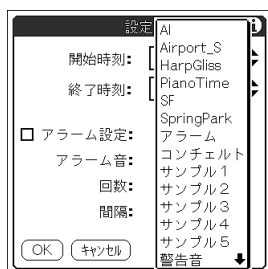 設定
開始時刻:
終了時刻:
アラーム設定:
アラーム音:
回数:
間隔:
OK
キャンセル
AI
Airport_S
HarpGliss
PianoTime
SF
SpringPark
アラーム
コンチェルト
サンプル1
サンプル2
サンプル3
サンプル4
サンプル5
警告音